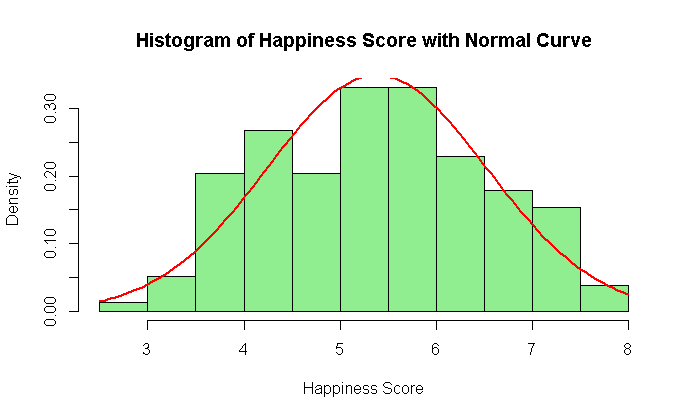 Histogram of Happiness Score with Normal Curve
Density
0.30
0.20
0.10
0.00
3 4 5 6 7 8
Happiness Score